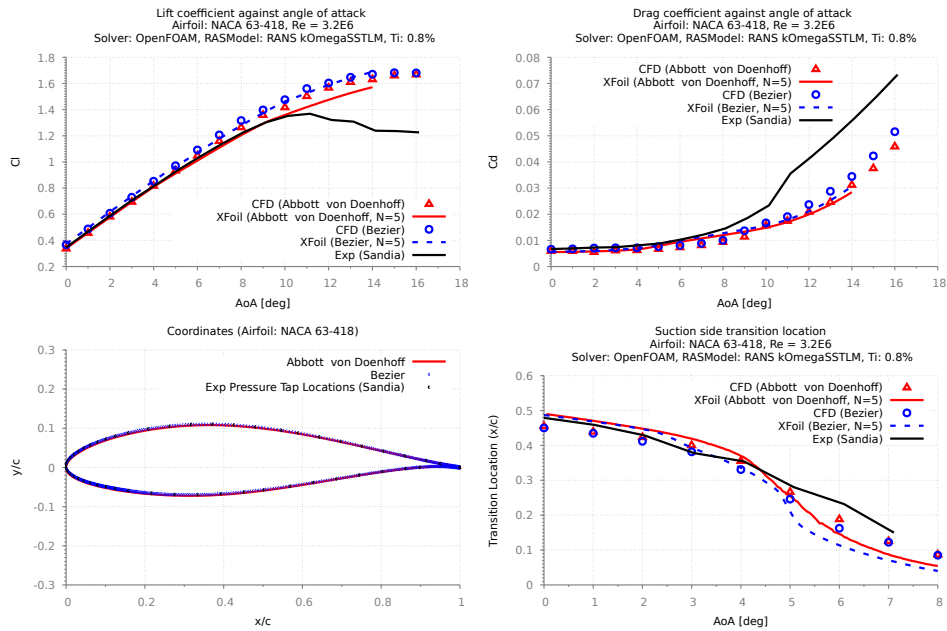 Lift coefficient against angle of attack
Airfoil: NACA 63-418, Re = 3.2E6
Solver: OpenFOAM, RASModel: RANS kOmegaSSTLM, Ti: 0.8%
1.8
1.6
1.4
1.2
1
0.8
0.6
0.4
0.2
Cl
CFD (Abbott von Doenhoff)
XFoil (Abbott von Doenhoff, N=5)
CFD (Bezier)
XFoil (Bezier, N=5)
Exp (Sandia)
0 2 4 6 8 10 12 14 16 18
AoA [deg]
Drag coefficient against angle of attack
Airfoil: NACA 63-418, Re = 3.2E6
Solver: OpenFOAM, RASModel: RANS kOmegaSSTLM, Ti: 0.8%
0.08
0.07
0.06
0.05
0.04
0.03
0.02
0.01
0
Cd
CFD (Abbott von Doenhoff)
XFoil (Abbott von Doenhoff, N=5)
CFD (Bezier)
XFoil (Bezier, N=5)
Exp (Sandia)
0 2 4 6 8 10 12 14 16 18
AoA [deg]
Coordinates (Airfoil: NACA 63-418)
0.3
0.2
0.1
0
-0.1
-0.2
-0.3
y/c
Abbott von Doenhoff
Bezier
Exp Pressure Tap Locations (Sandia)
0 0.2 0.4 0.6 0.8 1
x/c
Suction side transition location
Airfoil: NACA 63-418, Re = 3.2E6
Solver: OpenFOAM, RASModel: RANS kOmegaSSTLM, Ti: 0.8%
0.6
0.5
0.4
0.3
0.2
0.1
0
Transition Location (x/c)
CFD (Abbott von Doenhoff)
XFoil (Abbott von Doenhoff, N=5)
CFD (Bezier)
XFoil (Bezier, N=5)
Exp (Sandia)
0 1 2 3 4 5 6 7 8
AoA [deg]